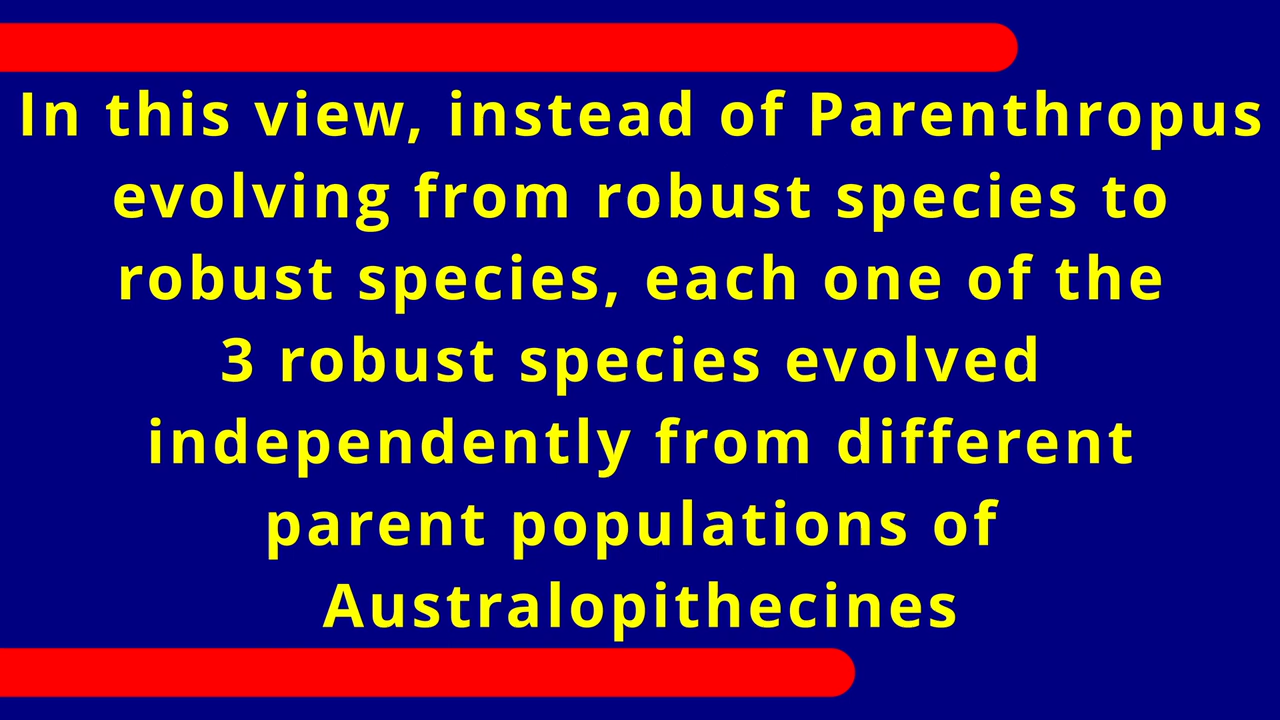 In this view, instead of Parenthropus
evolving from robust species to
robust species, each one of the
3 robust species evolved
independently from different
parent populations of
Australopithecines